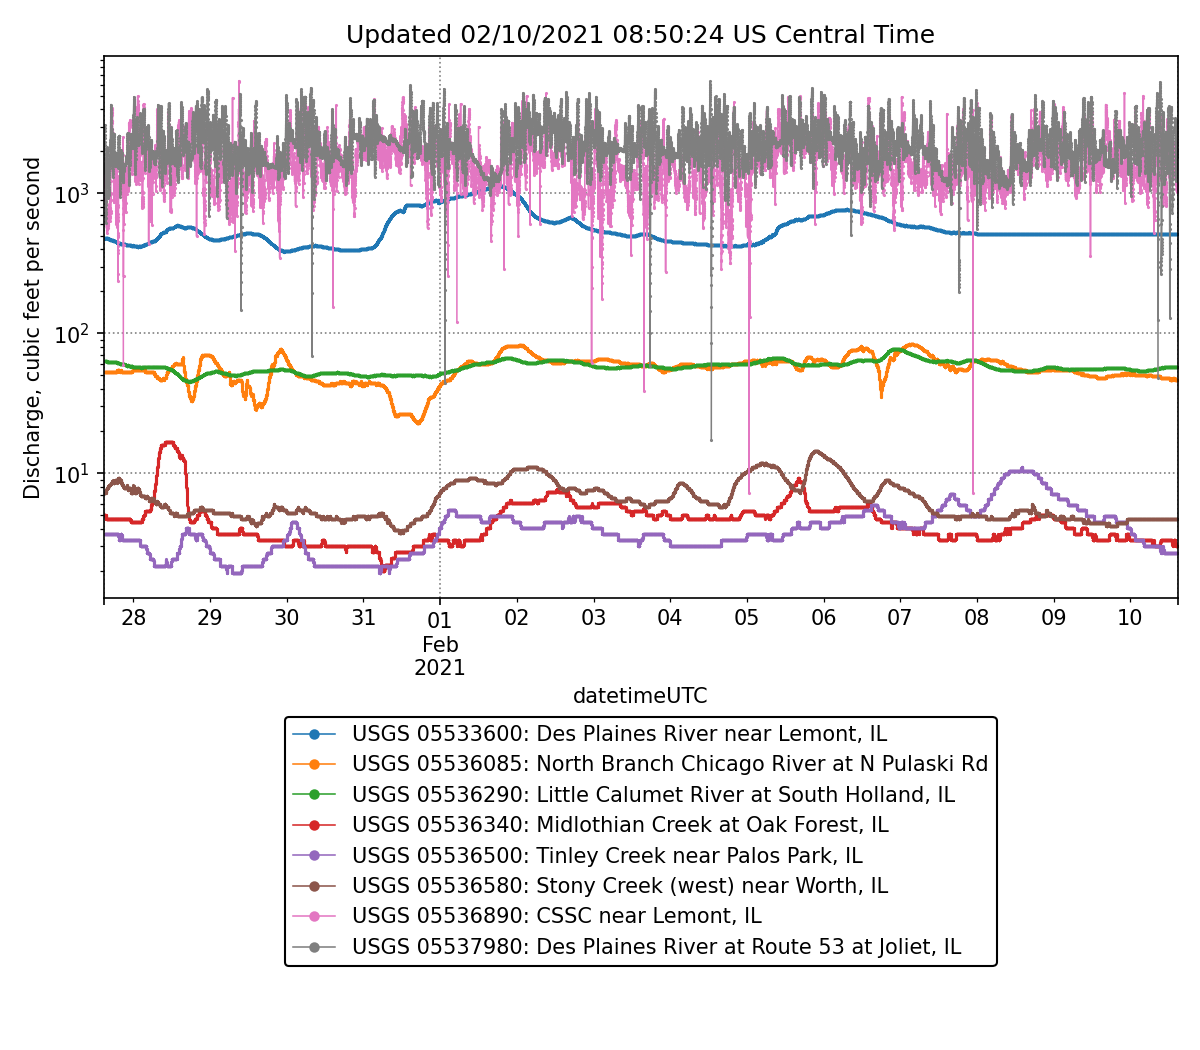 Updated 02/10/2021 08:50:24 US Central Time
Discharge, cubic feet per second
10³
10²
10¹
28 29 30 31 01 02 03 04 05 06 07 08 09 10
Feb
2021
datetimeUTC
USGS 05533600: Des Plaines River near Lemont, IL
USGS 05536085: North Branch Chicago River at N Pulaski Rd
USGS 05536290: Little Calumet River at South Holland, IL
USGS 05536340: Midlothian Creek at Oak Forest, IL
USGS 05536500: Tinley Creek near Palos Park, IL
USGS 05536580: Stony Creek (west) near Worth, IL
USGS 05536890: CSSC near Lemont, IL
USGS 05537980: Des Plaines River at Route 53 at Joliet, IL